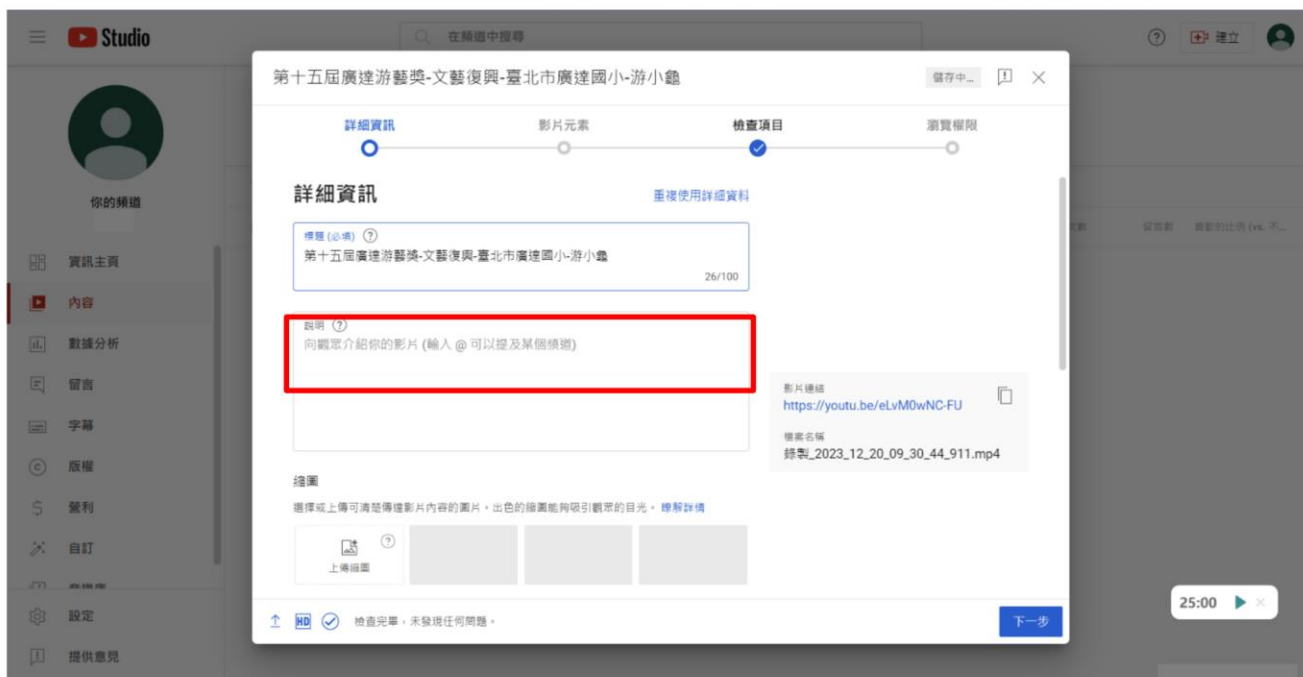 Studio
在頻道中搜尋
建立
你的頻道
資訊主頁
內容
數據分析
留言
字幕
版權
營利
自訂
設定
提供意見
第十五屆廣達游藝獎-文藝復興-臺北市廣達國小-游小龜
儲存中...
詳細資訊
影片元素
檢查項目
瀏覽權限
詳細資訊
重複使用詳細資料
標題 (必填)
第十五屆廣達游藝獎-文藝復興-臺北市廣達國小-游小龜
26/100
說明
向觀眾介紹你的影片 (輸入 @ 可以提及某個頻道)
影片連結
https://youtu.be/eLvM0wNC-FU
檔案名稱
錄製_2023_12_20_09_30_44_911.mp4
縮圖
選擇或上傳可清楚傳達影片內容的圖片。出色的縮圖能夠吸引觀眾的目光。瞭解詳情
上傳縮圖
HD
檢查完畢。未發現任何問題。
下一步
留言數
(vs. 不...
25:00